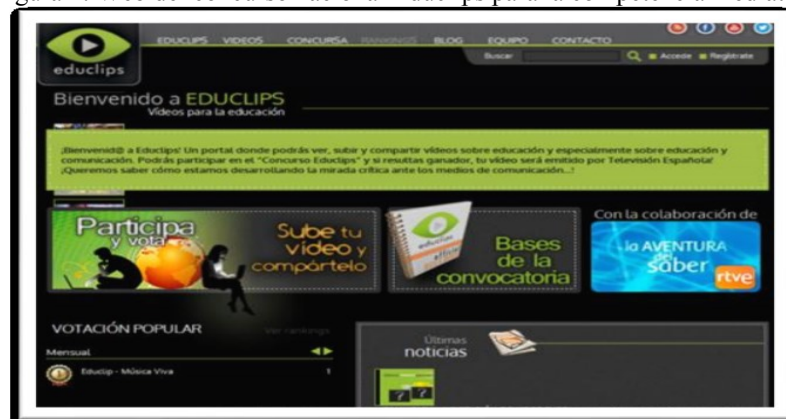 Web del concurso nacional Educlips para la competencia
educlips
EDUCLIPS VIDEOS CONCURSA RANKINGS BLOG EQUIPO CONTACTO
Buscar Accede Regístrate
Bienvenido a EDUCLIPS
Vídeos para la educación
¡Bienvenid@ a Educlips! Un portal donde podrás ver, subir y compartir vídeos sobre educación y especialmente sobre educación y
comunicación. Podrás participar en el "Concurso Educlips" y si resultas ganador, tu vídeo será emitido por Televisión Española!
¡Queremos saber cómo estamos desarrollando la mirada crítica ante los medios de comunicación...!
Participa
y vota
Sube tu
vídeo y
compártelo
educlips
Bases
de la
convocatoria
Con la colaboración de
la AVENTURA
del
saber
rtve
VOTACIÓN POPULAR
Ver rankings
Mensual
Educlip - Música Viva 1
Últimas
noticias